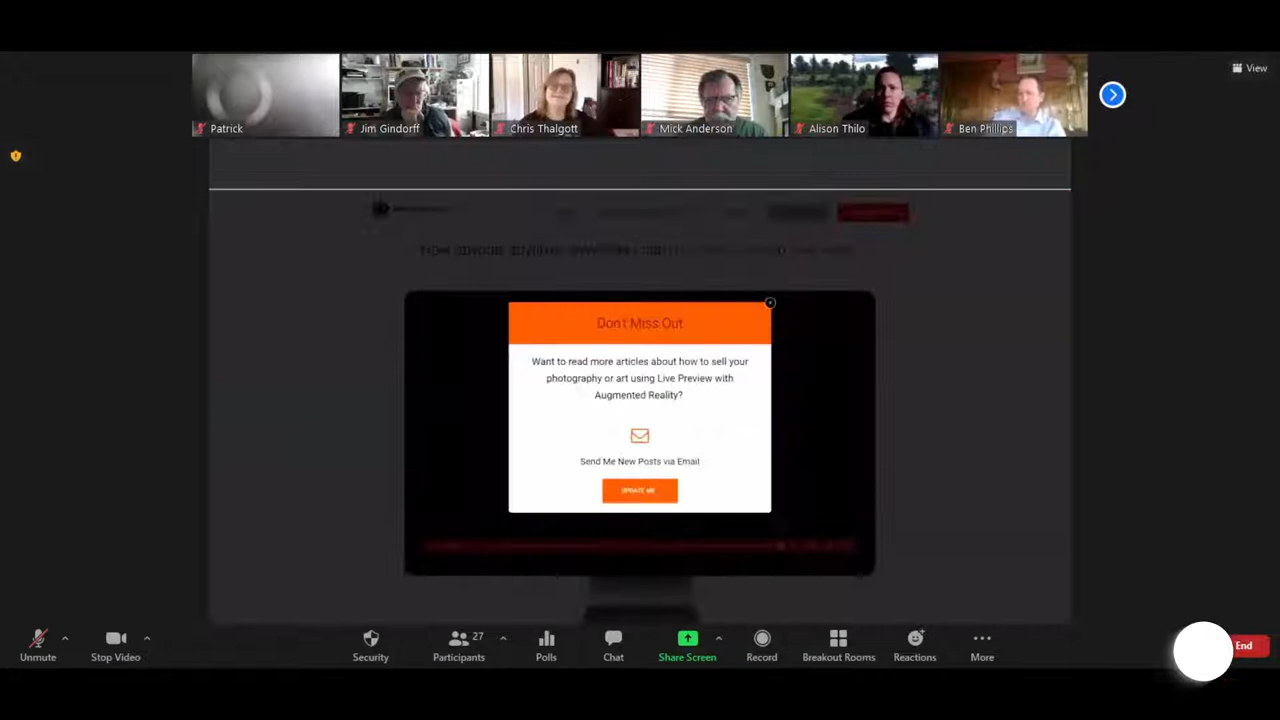 View
Patrick
Jim Gindorff
Chris Thalgott
Mick Anderson
Alison Thilo
Ben Phillips
Don't Miss Out
Want to read more articles about how to sell your
photography or art using Live Preview with
Augmented Reality?
Send Me New Posts via Email
UPDATE ME
Unmute
Stop Video
Security
27
Participants
Polls
Chat
Share Screen
Record
Breakout Rooms
Reactions
More
End